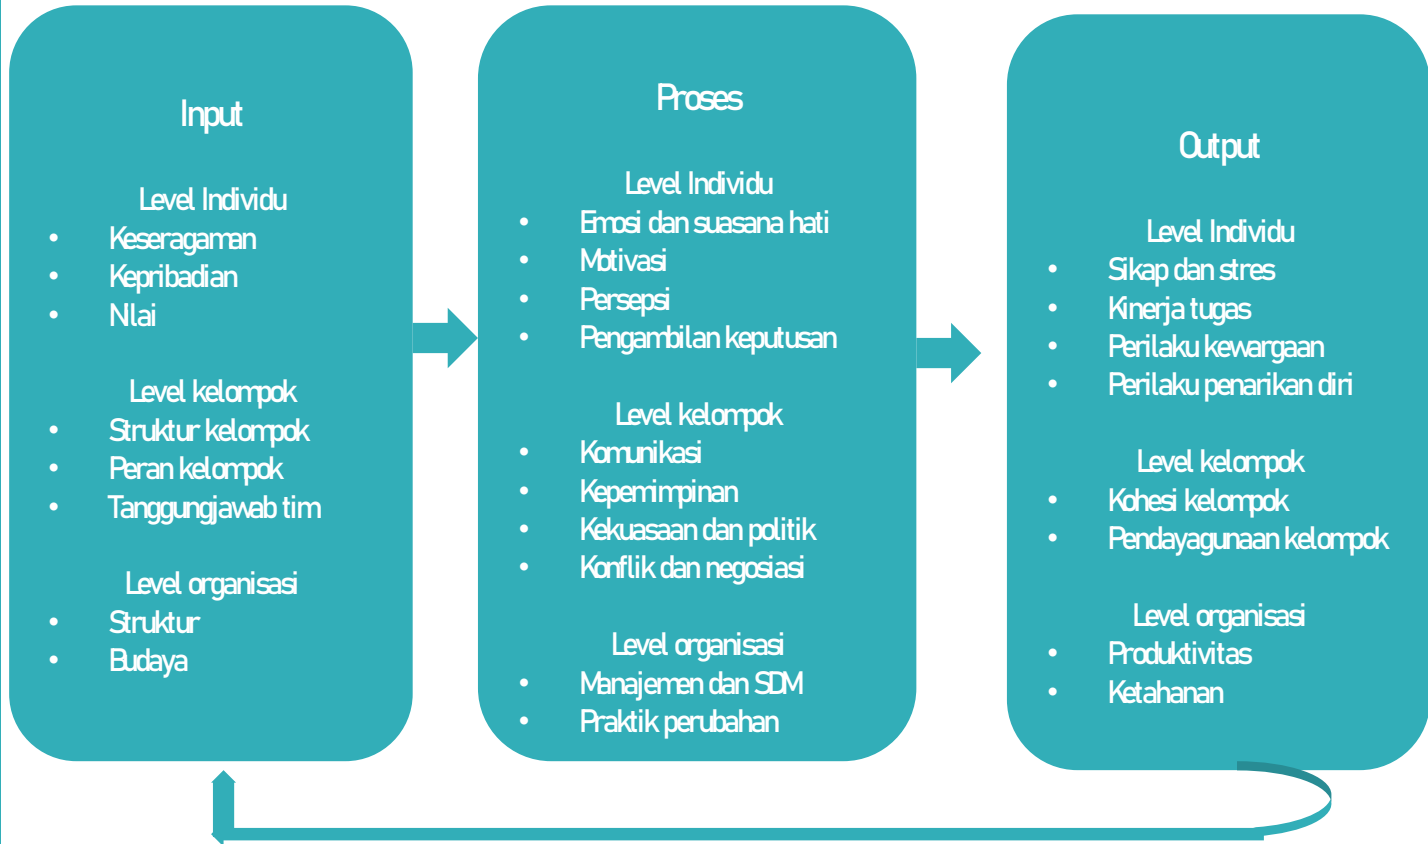 Input
Level Individu
• Keseragaman
• Kepribadian
• Nilai
Level kelompok
• Struktur kelompok
• Peran kelompok
• Tanggungjawab tim
Level organisasi
• Struktur
• Budaya
Proses
Level Individu
• Emosi dan suasana hati
• Motivasi
• Persepsi
• Pengambilan keputusan
Level kelompok
• Komunikasi
• Kepemimpinan
• Kekuasaan dan politik
• Konflik dan negosiasi
Level organisasi
• Manajemen dan SDM
• Praktik perubahan
Output
Level Individu
• Sikap dan stres
• Kinerja tugas
• Perilaku kewargaan
• Perilaku penarikan diri
Level kelompok
• Kohesi kelompok
• Pendayagunaan kelompok
Level organisasi
• Produktivitas
• Ketahanan